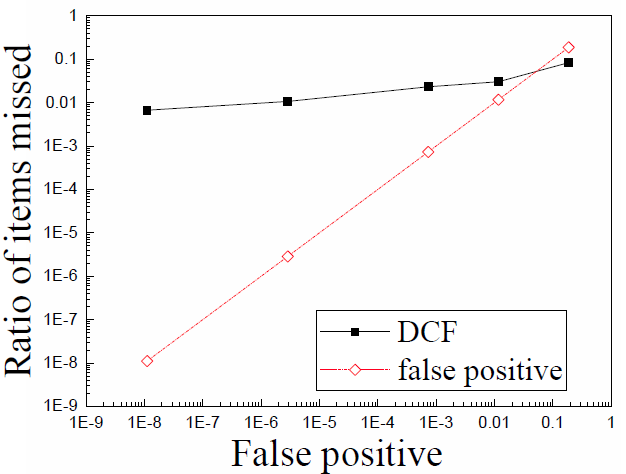 Ratio of items missed
1
0.1
0.01
1E-3
1E-4
1E-5
1E-6
1E-7
1E-8
1E-9
DCF
false positive
1E-9 1E-8 1E-7 1E-6 1E-5 1E-4 1E-3 0.01 0.1 1
False positive